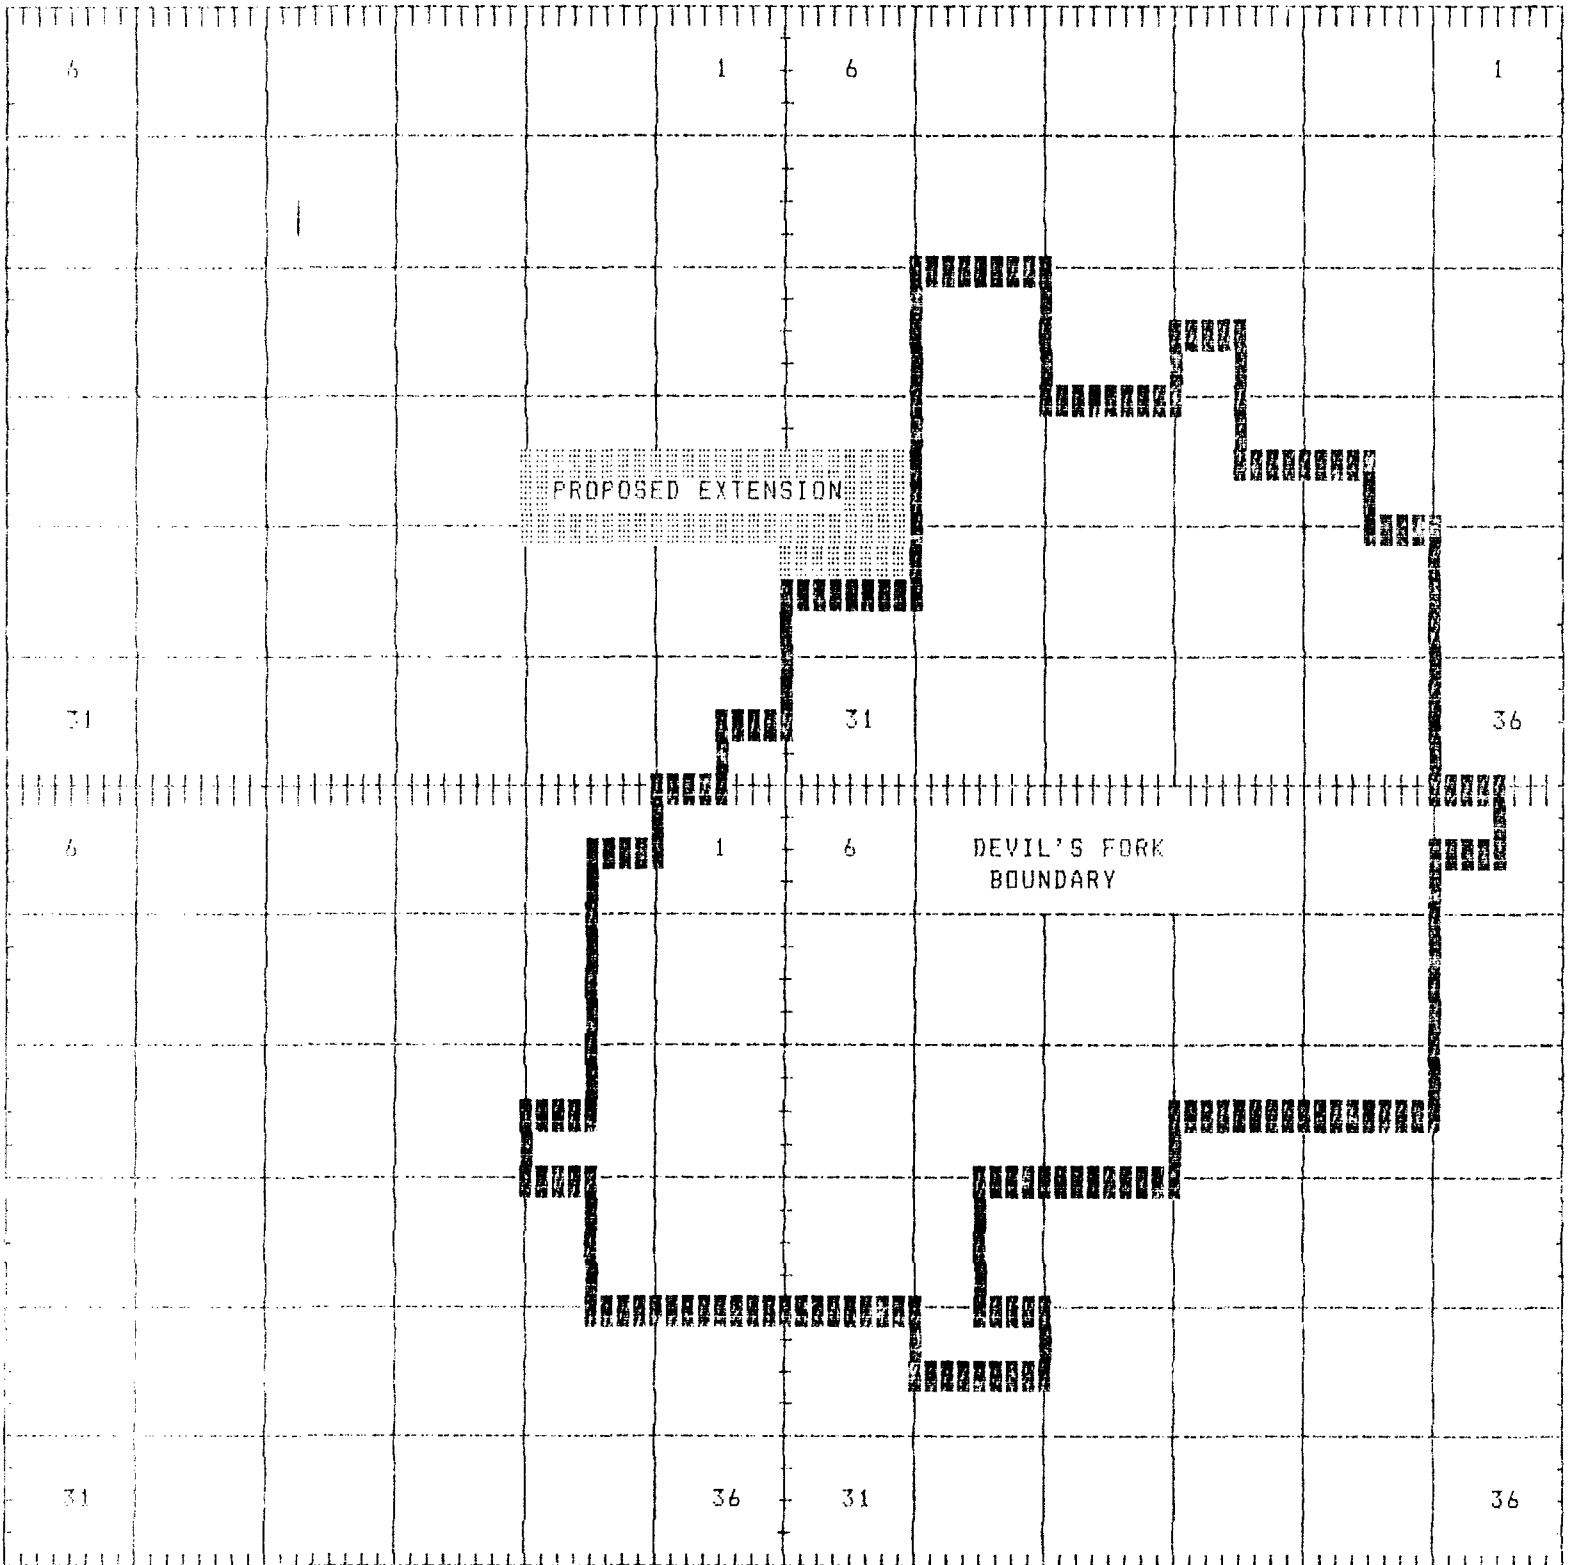 6 1 6 1
PROPOSED EXTENSION
31 31 36
6 1 6 DEVIL'S FORK
BOUNDARY
31 36 31 36